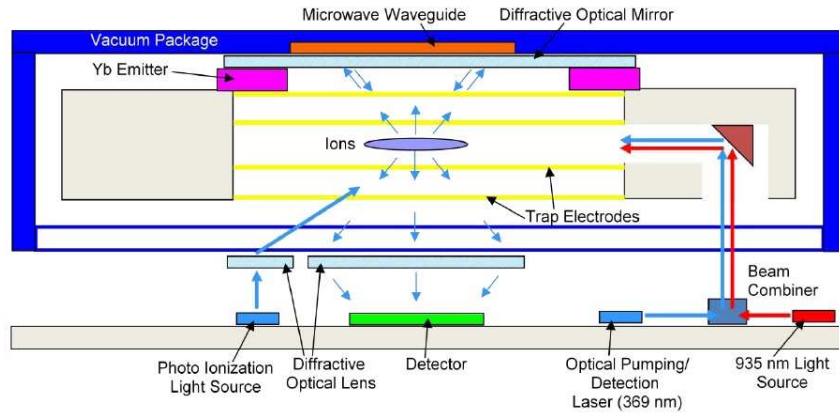 Microwave Waveguide
Diffractive Optical Mirror
Vacuum Package
Yb Emitter
Ions
Trap Electrodes
Beam
Combiner
Photo Ionization
Light Source
Diffractive
Optical Lens
Detector
Optical Pumping/
Detection
Laser (369 nm)
935 nm Light
Source